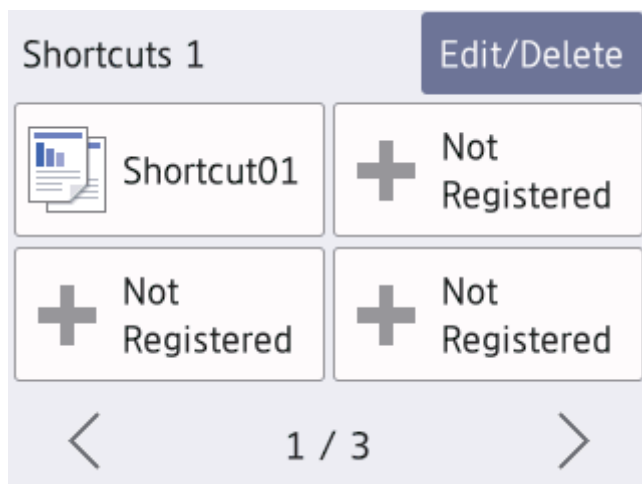 Shortcuts 1
Edit/Delete
Shortcut01
Not
Registered
Not
Registered
Not
Registered
1 / 3